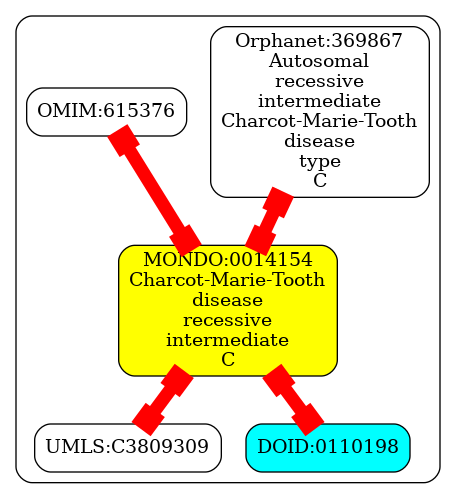 Orphanet:369867
Autosomal
recessive
intermediate
Charcot-Marie-Tooth
disease
type
C
OMIM:615376
MONDO:0014154
Charcot-Marie-Tooth
disease
recessive
intermediate
C
UMLS:C3809309
DOID:0110198